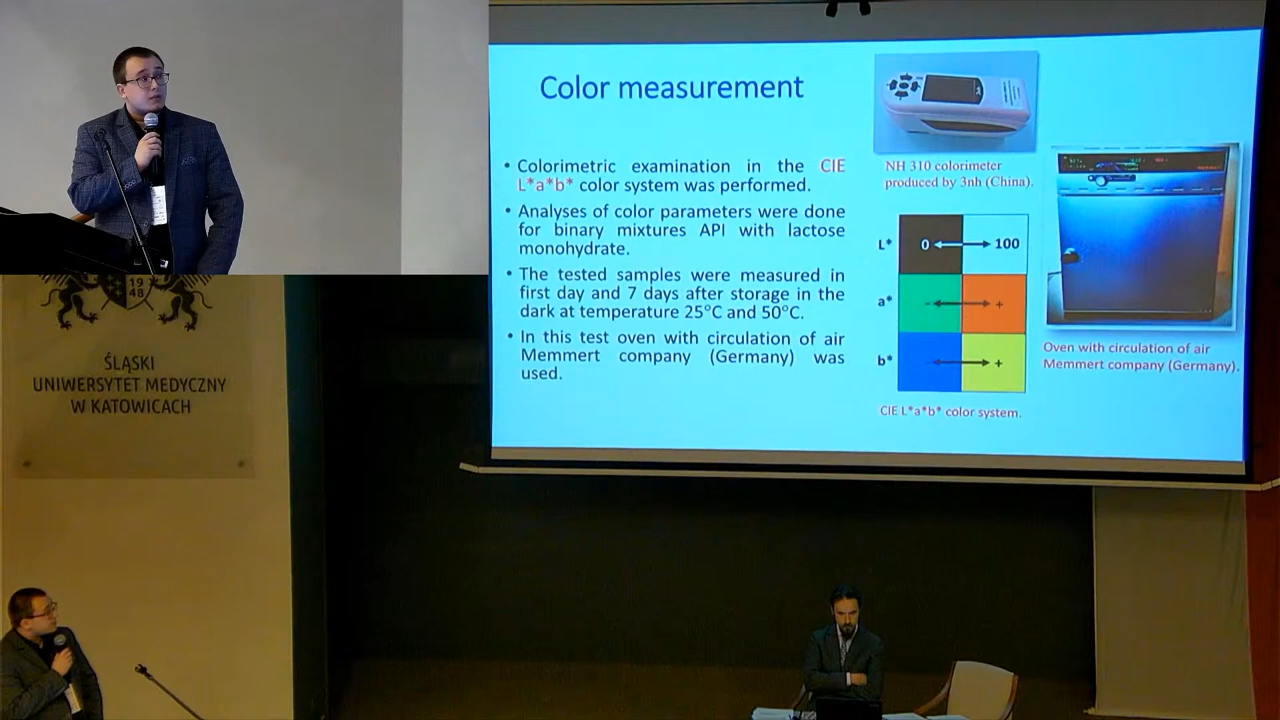 Color measurement
• Colorimetric examination in the CIE
L*a*b* color system was performed.
• Analyses of color parameters were done
for binary mixtures API with lactose
monohydrate.
• The tested samples were measured in
first day and 7 days after storage in the
dark at temperature 25°C and 50°C.
• In this test oven with circulation of air
Memmert company (Germany) was
used.
NH 310 colorimeter
produced by 3nh (China).
L*
0
100
a*
-
+
b*
-
+
CIE L*a*b* color system.
Oven with circulation of air
Memmert company (Germany).
19
48
ŚLĄSKI
UNIWERSYTET MEDYCZNY
W KATOWICACH